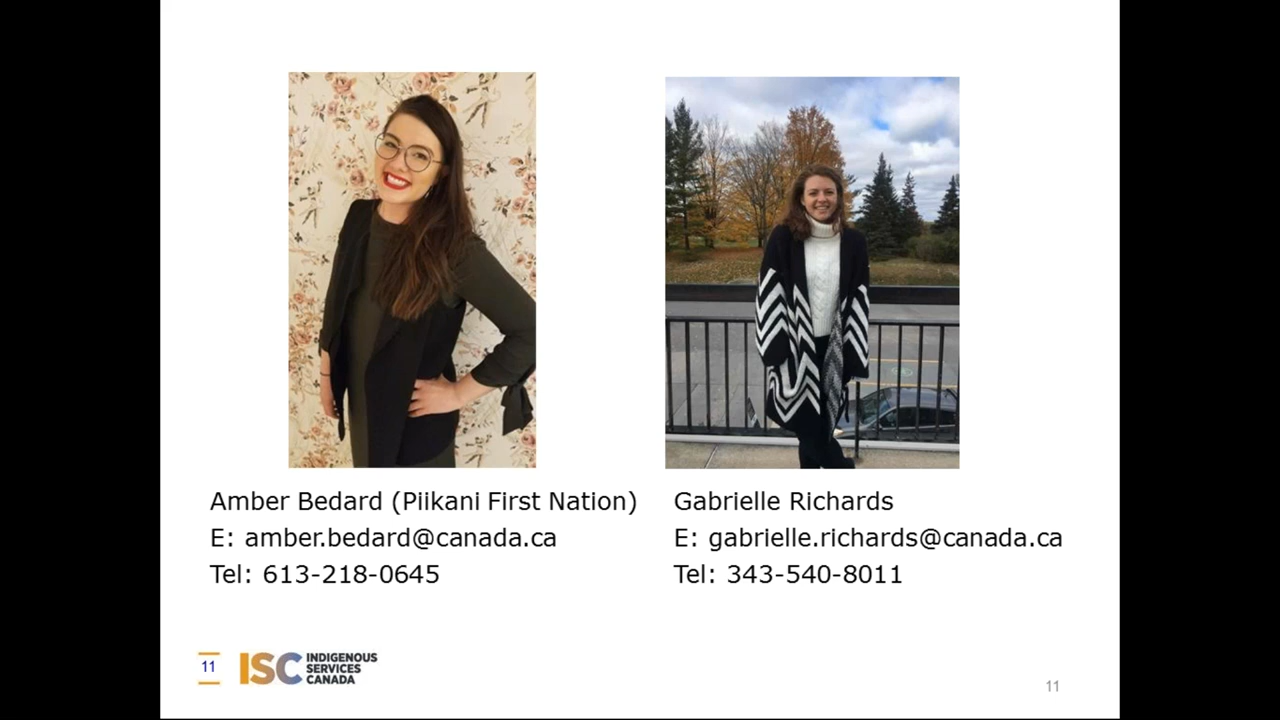 Amber Bedard (Piikani First Nation)
E: amber.bedard@canada.ca
Tel: 613-218-0645
Gabrielle Richards
E: gabrielle.richards@canada.ca
Tel: 343-540-8011
11
ISC
INDIGENOUS
SERVICES
CANADA
11